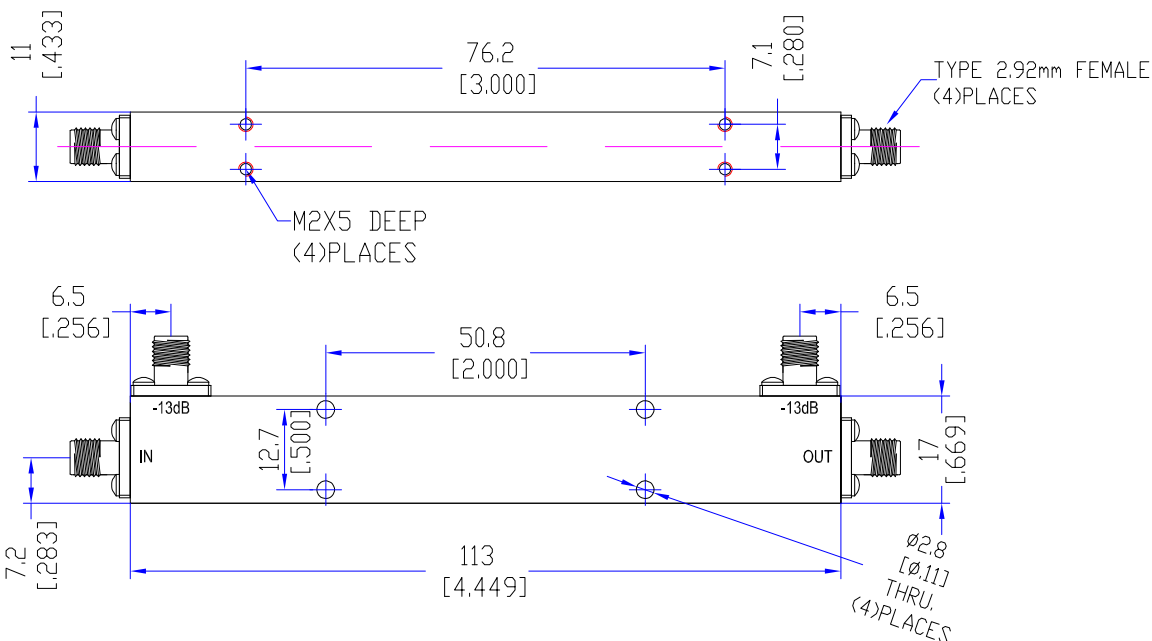 11
[.433]
76.2
[3.000]
7.1
[.280]
TYPE 2.92mm FEMALE
(4)PLACES
M2X5 DEEP
(4)PLACES
6.5
[.256]
50.8
[2.000]
6.5
[.256]
-13dB
-13dB
12.7
[.500]
IN
OUT
17
[.669]
7.2
[.283]
113
[4.449]
ø2.8
[ø.11]
THRU.
(4)PLACES